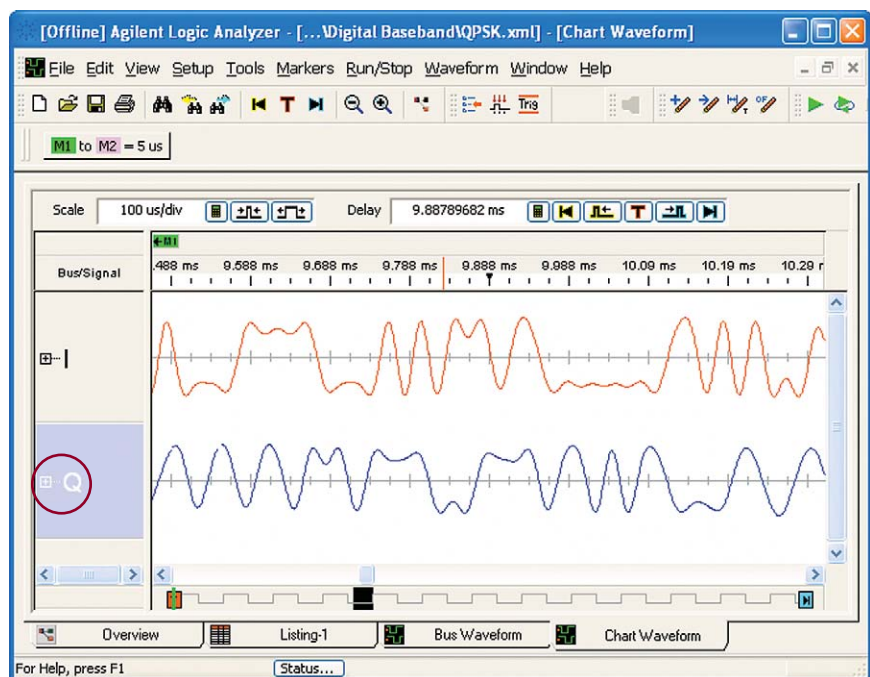 [Offline] Agilent Logic Analyzer - [...\Digital Baseband\QPSK.xml] - [Chart Waveform]
File Edit View Setup Tools Markers Run/Stop Waveform Window Help
T Trig OF
M1 to M2 = 5 us
Scale 100 us/div Delay 9.88789682 ms T
M1
Bus/Signal .488 ms 9.588 ms 9.688 ms 9.788 ms 9.888 ms 9.988 ms 10.09 ms 10.19 ms 10.29 r
I
Q
Overview Listing-1 Bus Waveform Chart Waveform
For Help, press F1 Status...